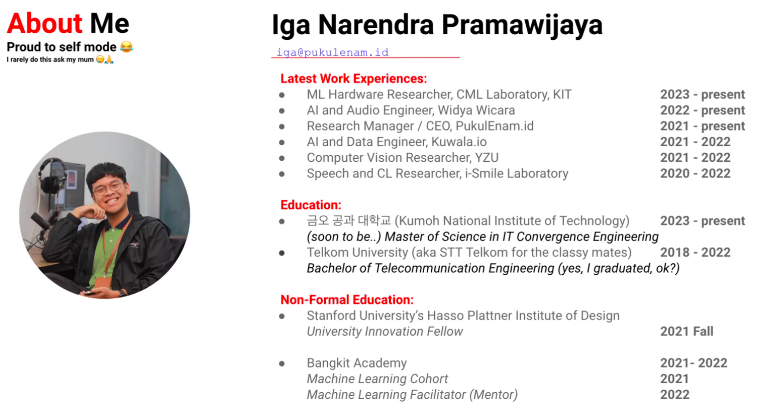 About Me
Proud to self mode 😂
I rarely do this ask my mum 😄🙏
Iga Narendra Pramawijaya
iga@pukulenam.id
Latest Work Experiences:
● ML Hardware Researcher, CML Laboratory, KIT 2023 - present
● AI and Audio Engineer, Widya Wicara 2022 - present
● Research Manager / CEO, PukulEnam.id 2021 - present
● AI and Data Engineer, Kuwala.io 2021 - 2022
● Computer Vision Researcher, YZU 2021 - 2022
● Speech and CL Researcher, i-Smile Laboratory 2020 - 2022
Education:
● 금오 공과 대학교 (Kumoh National Institute of Technology) 2023 - present
(soon to be..) Master of Science in IT Convergence Engineering
● Telkom University (aka STT Telkom for the classy mates) 2018 - 2022
Bachelor of Telecommunication Engineering (yes, I graduated, ok?)
Non-Formal Education:
● Stanford University's Hasso Plattner Institute of Design
University Innovation Fellow 2021 Fall
● Bangkit Academy 2021- 2022
Machine Learning Cohort 2021
Machine Learning Facilitator (Mentor) 2022